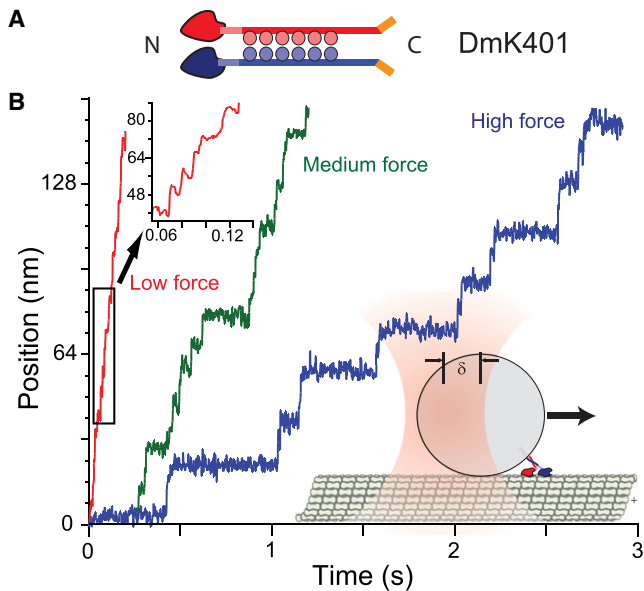 A
N
C
DmK401
B
80
64
48
0.06
0.12
High force
Medium force
Low force
128
64
0
Position (nm)
δ
+
0
1
2
3
Time (s)